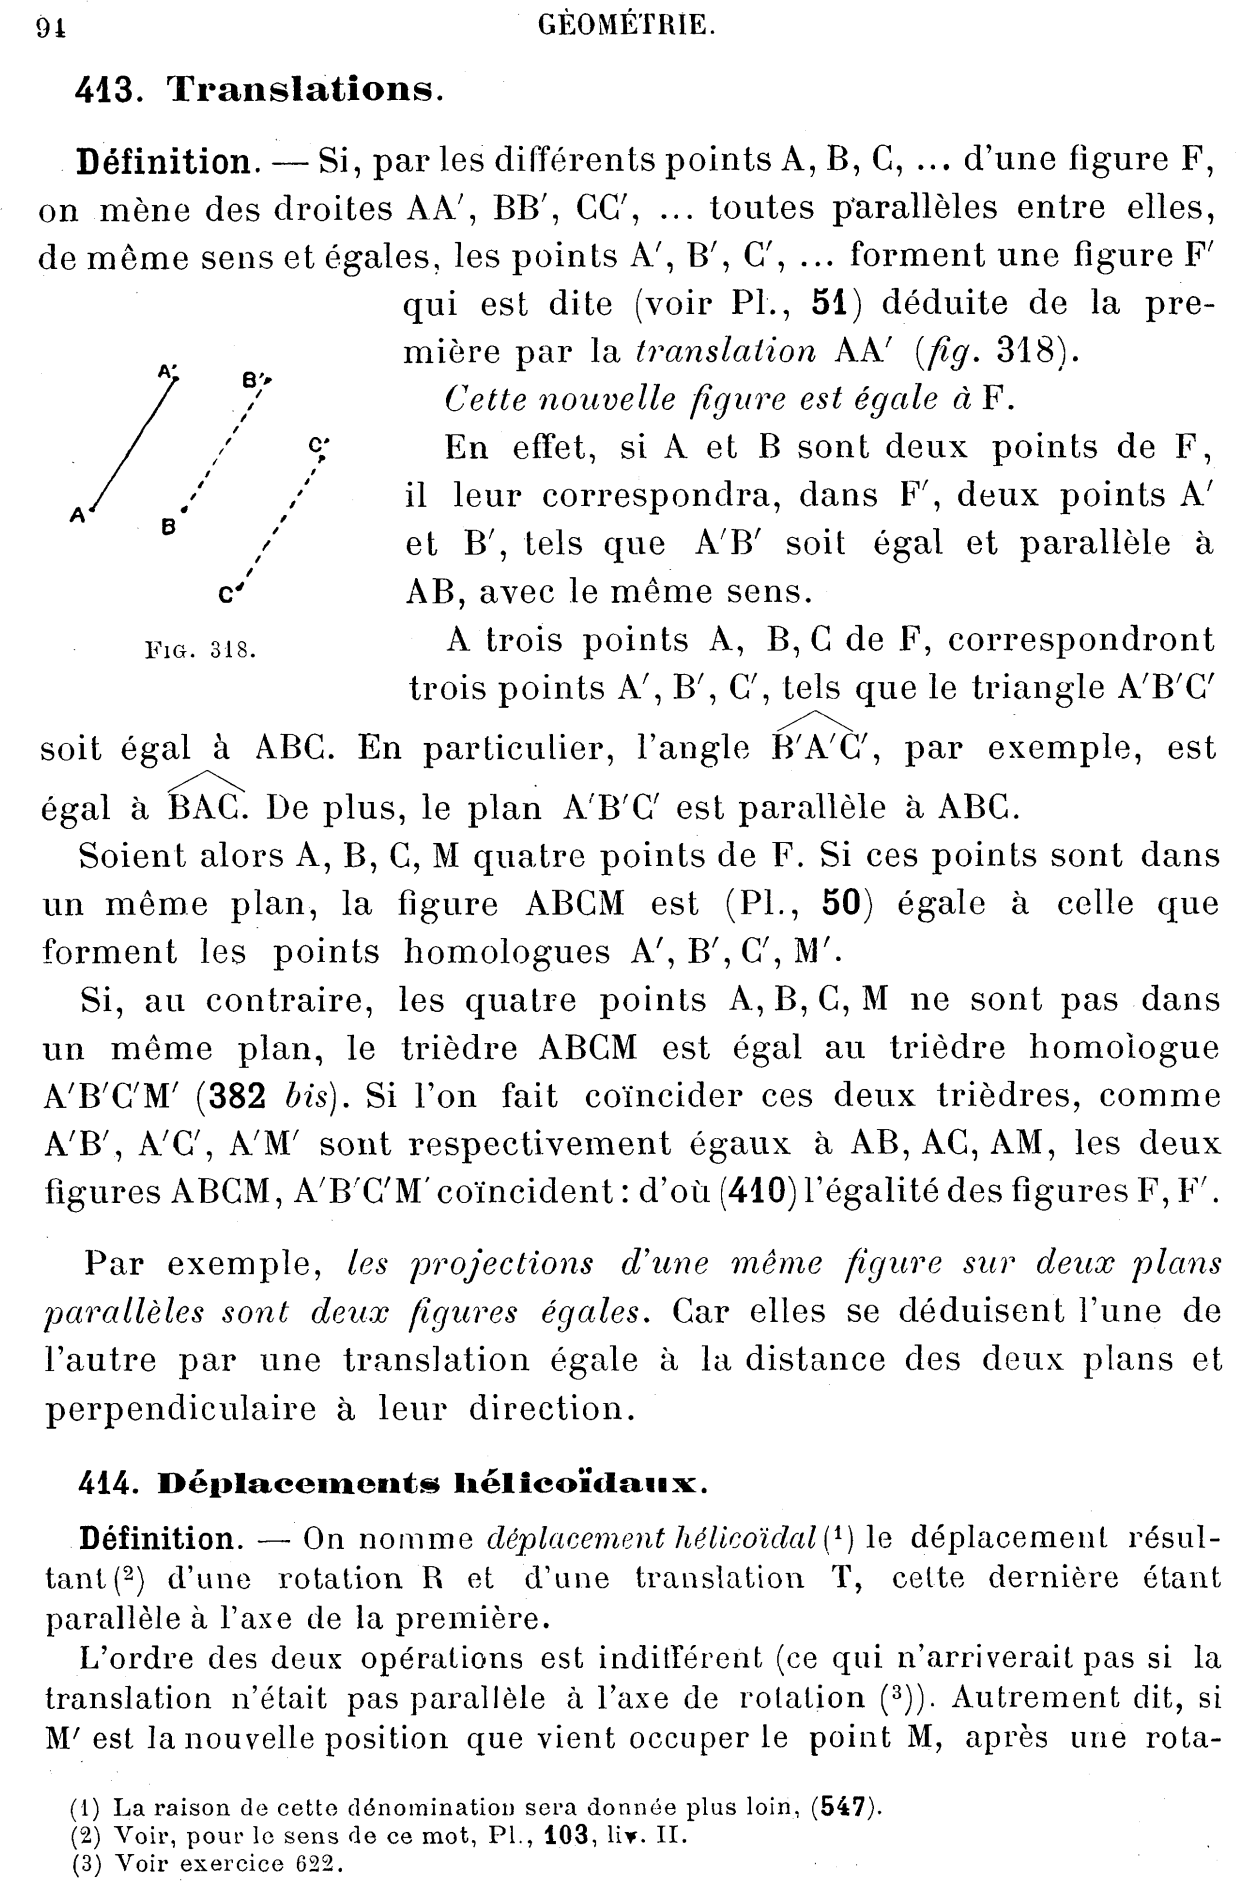 94 GÉOMÉTRIE.
413. Translations.
Définition. — Si, par les différents points A, B, C, ... d'une figure F,
on mène des droites AA′, BB′, CC′, ... toutes parallèles entre elles,
de même sens et égales, les points A′, B′, C′, ... forment une figure F′
qui est dite (voir Pl., 51) déduite de la pre-
mière par la translation AA′ (fig. 318).
Cette nouvelle figure est égale à F.
En effet, si A et B sont deux points de F,
il leur correspondra, dans F′, deux points A′
et B′, tels que A′B′ soit égal et parallèle à
AB, avec le même sens.
A trois points A, B, C de F, correspondront
trois points A′, B′, C′, tels que le triangle A′B′C′
A′
B′
C′
A
B
C
FIG. 318.
soit égal à ABC. En particulier, l'angle B′A′C′, par exemple, est
égal à BAC. De plus, le plan A′B′C′ est parallèle à ABC.
Soient alors A, B, C, M quatre points de F. Si ces points sont dans
un même plan, la figure ABCM est (Pl., 50) égale à celle que
forment les points homologues A′, B′, C′, M′.
Si, au contraire, les quatre points A, B, C, M ne sont pas dans
un même plan, le trièdre ABCM est égal au trièdre homologue
A′B′C′M′ (382 bis). Si l'on fait coïncider ces deux trièdres, comme
A′B′, A′C′, A′M′ sont respectivement égaux à AB, AC, AM, les deux
figures ABCM, A′B′C′M′ coïncident : d'où (410) l'égalité des figures F, F′.
Par exemple, les projections d'une même figure sur deux plans
parallèles sont deux figures égales. Car elles se déduisent l'une de
l'autre par une translation égale à la distance des deux plans et
perpendiculaire à leur direction.
414. Déplacements hélicoïdaux.
Définition. — On nomme déplacement hélicoïdal (¹) le déplacement résul-
tant (²) d'une rotation R et d'une translation T, cette dernière étant
parallèle à l'axe de la première.
L'ordre des deux opérations est indifférent (ce qui n'arriverait pas si la
translation n'était pas parallèle à l'axe de rotation (³)). Autrement dit, si
M′ est la nouvelle position que vient occuper le point M, après une rota-
(1) La raison de cette dénomination sera donnée plus loin, (547).
(2) Voir, pour le sens de ce mot, Pl., 103, liv. II.
(3) Voir exercice 622.